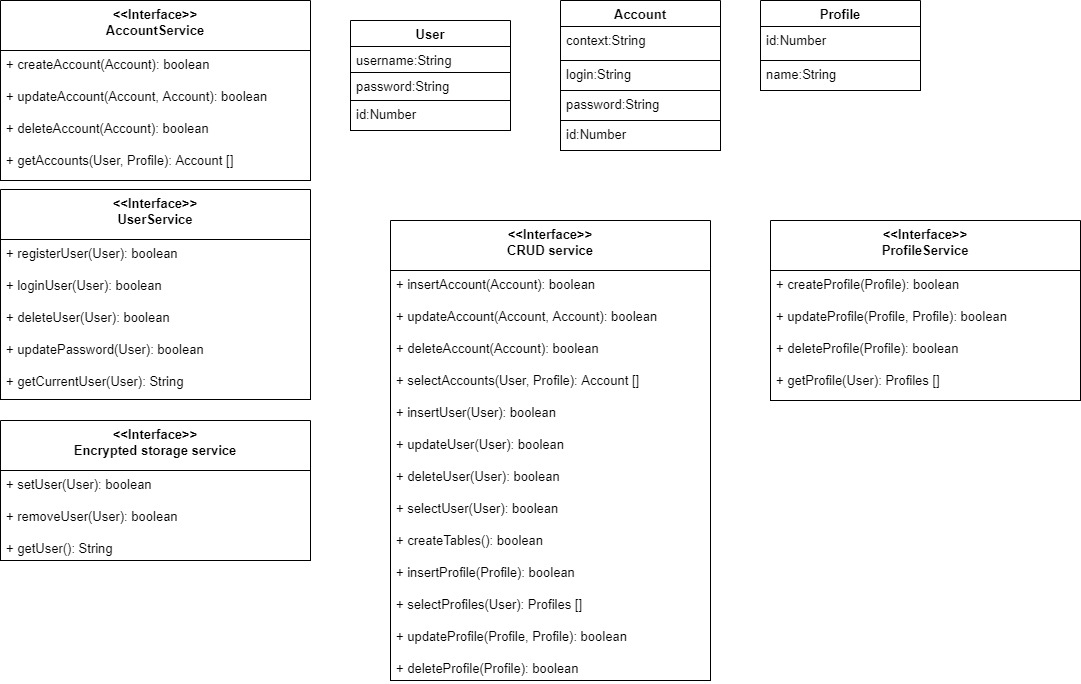 <<Interface>>
AccountService
+ createAccount(Account): boolean
+ updateAccount(Account, Account): boolean
+ deleteAccount(Account): boolean
+ getAccounts(User, Profile): Account []
User
username:String
password:String
id:Number
Account
context:String
login:String
password:String
id:Number
Profile
id:Number
name:String
<<Interface>>
UserService
+ registerUser(User): boolean
+ loginUser(User): boolean
+ deleteUser(User): boolean
+ updatePassword(User): boolean
+ getCurrentUser(User): String
<<Interface>>
Encrypted storage service
+ setUser(User): boolean
+ removeUser(User): boolean
+ getUser(): String
<<Interface>>
CRUD service
+ insertAccount(Account): boolean
+ updateAccount(Account, Account): boolean
+ deleteAccount(Account): boolean
+ selectAccounts(User, Profile): Account []
+ insertUser(User): boolean
+ updateUser(User): boolean
+ deleteUser(User): boolean
+ selectUser(User): boolean
+ createTables(): boolean
+ insertProfile(Profile): boolean
+ selectProfiles(User): Profiles []
+ updateProfile(Profile, Profile): boolean
+ deleteProfile(Profile): boolean
<<Interface>>
ProfileService
+ createProfile(Profile): boolean
+ updateProfile(Profile, Profile): boolean
+ deleteProfile(Profile): boolean
+ getProfile(User): Profiles []